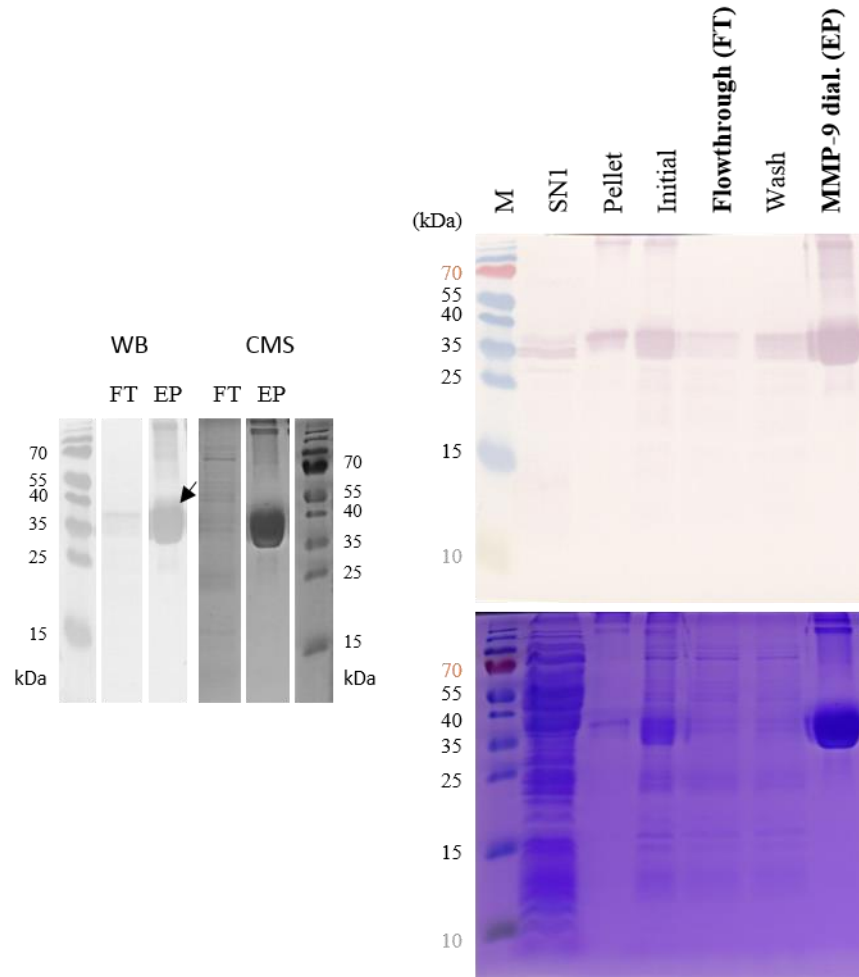 WB
CMS
FT
EP
FT
EP
70
55
40
35
25
15
kDa
70
55
40
35
25
15
kDa
M
SN1
Pellet
Initial
Flowthrough (FT)
Wash
MMP-9 dial. (EP)
(kDa)
70
55
40
35
25
15
10
70
55
40
35
25
15
10